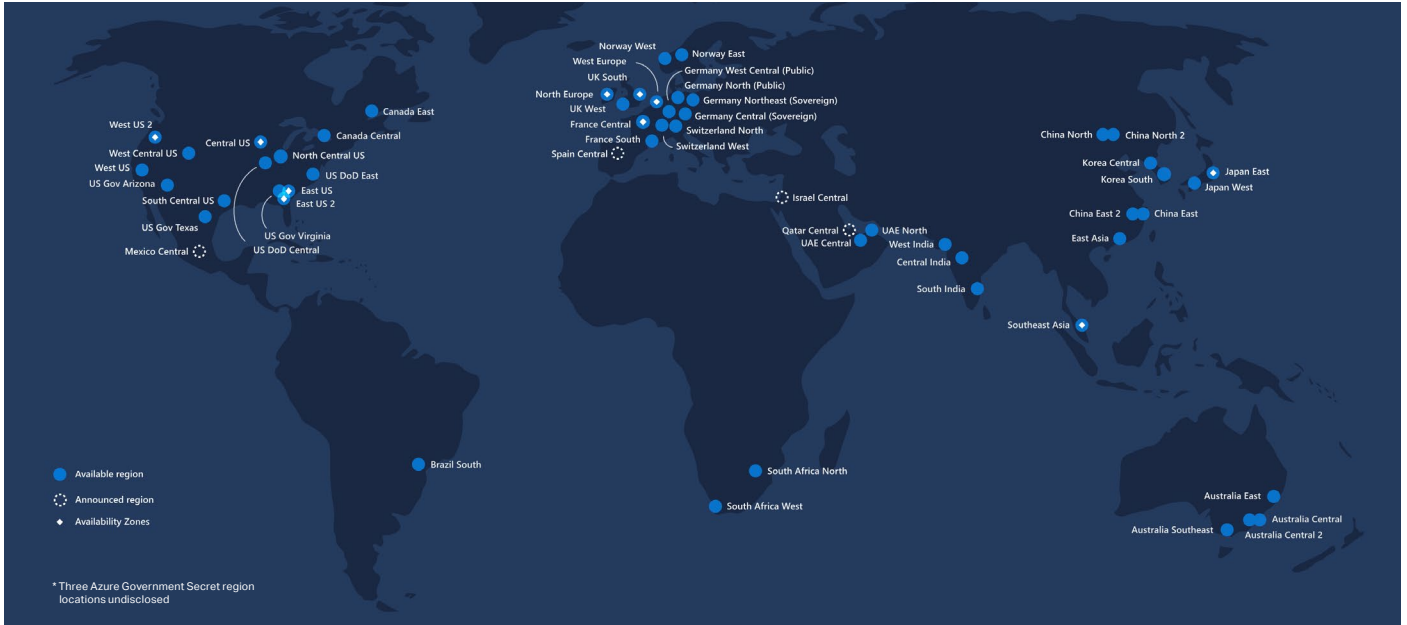 Norway West
Norway East
West Europe
Germany West Central (Public)
UK South
Germany North (Public)
North Europe
Germany Northeast (Sovereign)
UK West
Germany Central (Sovereign)
France Central
Switzerland North
France South
Switzerland West
Spain Central
Canada East
West US 2
Canada Central
Central US
West Central US
North Central US
West US
US DoD East
US Gov Arizona
East US
South Central US
East US 2
US Gov Texas
US Gov Virginia
US DoD Central
Mexico Central
China North
China North 2
Korea Central
Japan East
Korea South
Japan West
Israel Central
China East 2
China East
Qatar Central
UAE North
UAE Central
West India
East Asia
Central India
South India
Southeast Asia
Brazil South
South Africa North
South Africa West
Australia East
Australia Central
Australia Southeast
Australia Central 2
Available region
Announced region
Availability Zones
* Three Azure Government Secret region
locations undisclosed